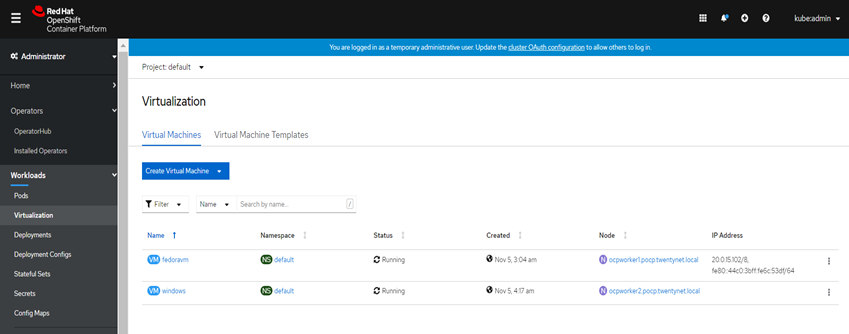 Red Hat
OpenShift
Container Platform
kube:admin
You are logged in as a temporary administrative user. Update the cluster OAuth configuration to allow others to log in.
Administrator
Home
Operators
OperatorHub
Installed Operators
Workloads
Pods
Virtualization
Deployments
Deployment Configs
Stateful Sets
Secrets
Config Maps
Project: default
Virtualization
Virtual Machines Virtual Machine Templates
Create Virtual Machine
Filter Name Search by name... /
Name Namespace Status Created Node IP Address
VM fedoravm NS default Running Nov 5, 3:04 am N ocpworker1.pocp.twentynet.local 20.0.15.102/8,
fe80::44c0:3bff:fe6c:53df/64
VM windows NS default Running Nov 5, 4:17 am N ocpworker2.pocp.twentynet.local